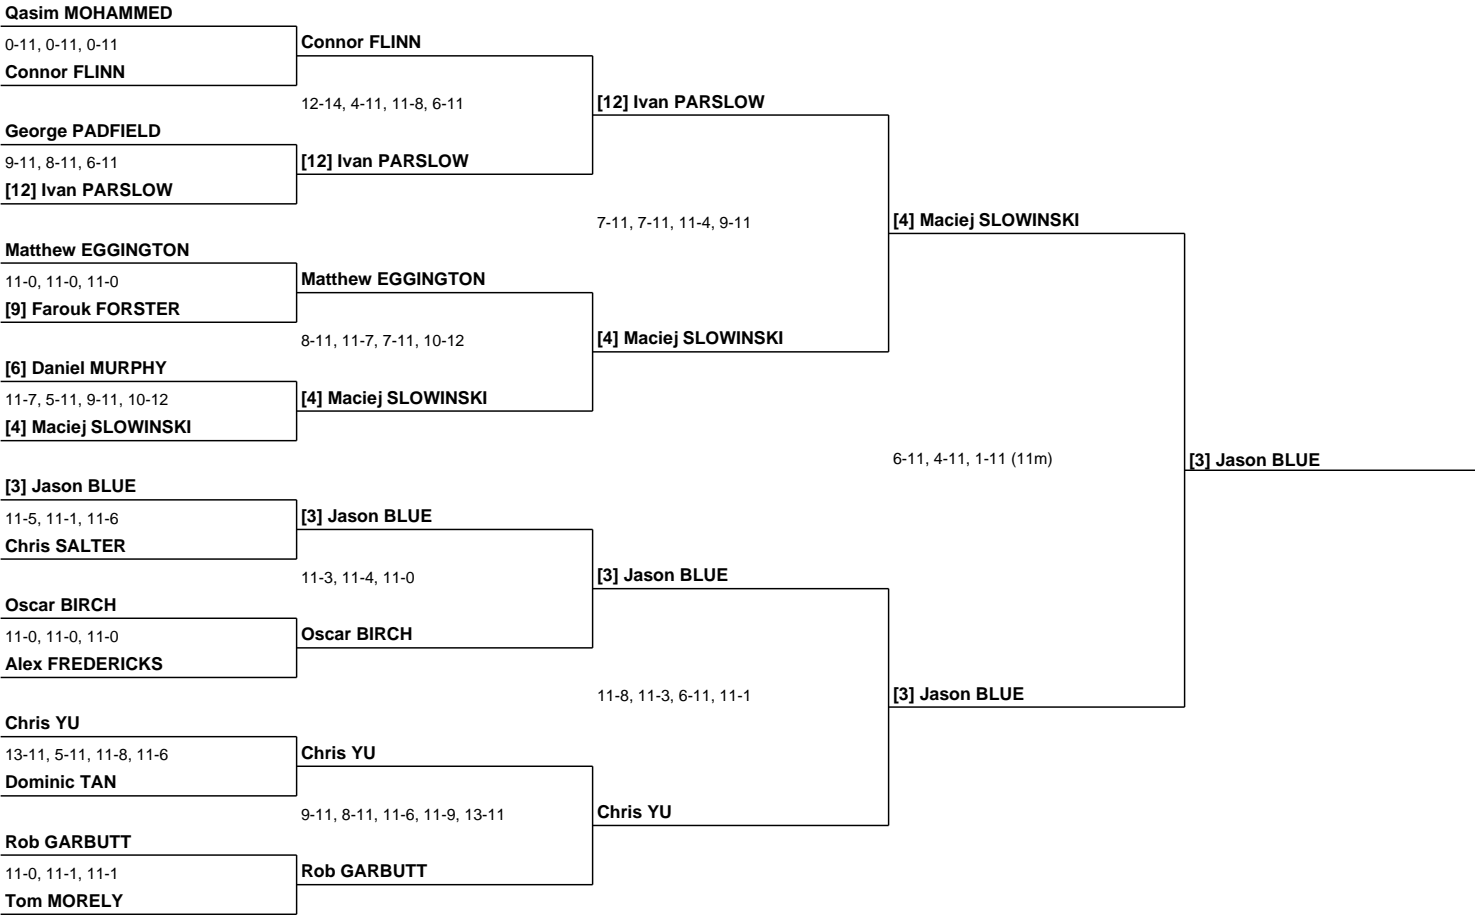 Qasim MOHAMMED
0-11, 0-11, 0-11
Connor FLINN
George PADFIELD
9-11, 8-11, 6-11
[12] Ivan PARSLOW
Matthew EGGINGTON
11-0, 11-0, 11-0
[9] Farouk FORSTER
[6] Daniel MURPHY
11-7, 5-11, 9-11, 10-12
[4] Maciej SLOWINSKI
[3] Jason BLUE
11-5, 11-1, 11-6
Chris SALTER
Oscar BIRCH
11-0, 11-0, 11-0
Alex FREDERICKS
Chris YU
13-11, 5-11, 11-8, 11-6
Dominic TAN
Rob GARBUTT
11-0, 11-1, 11-1
Tom MORELY
Connor FLINN
12-14, 4-11, 11-8, 6-11
[12] Ivan PARSLOW
Matthew EGGINGTON
8-11, 11-7, 7-11, 10-12
[4] Maciej SLOWINSKI
[3] Jason BLUE
11-3, 11-4, 11-0
Oscar BIRCH
Chris YU
9-11, 8-11, 11-6, 11-9, 13-11
Rob GARBUTT
[12] Ivan PARSLOW
7-11, 7-11, 11-4, 9-11
[4] Maciej SLOWINSKI
[3] Jason BLUE
11-8, 11-3, 6-11, 11-1
Chris YU
[4] Maciej SLOWINSKI
6-11, 4-11, 1-11 (11m)
[3] Jason BLUE
[3] Jason BLUE